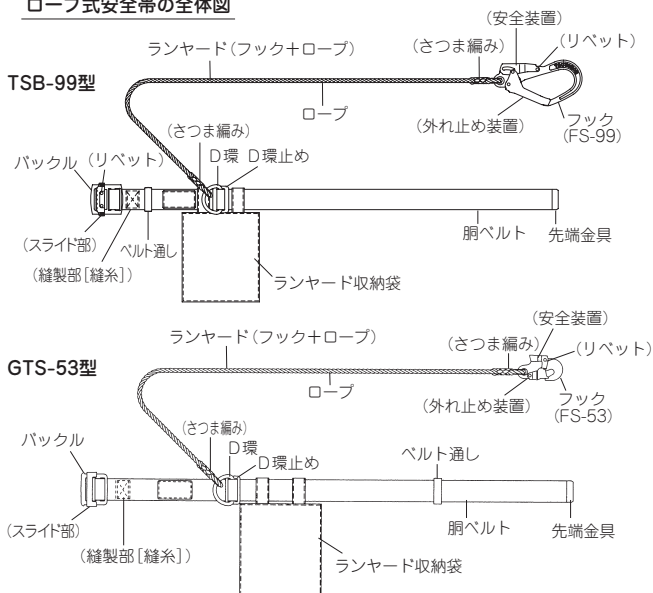 ロープ式安全帯の全体図
TSB-99型
ランヤード(フック＋ロープ)
(安全装置)
(さつま編み)
(リベット)
ロープ
(外れ止め装置)
フック
(FS-99)
(さつま編み)
バックル
(リベット)
D環
D環止め
(スライド部)
ベルト通し
(縫製部[縫糸])
胴ベルト
先端金具
ランヤード収納袋
GTS-53型
ランヤード(フック＋ロープ)
(安全装置)
(さつま編み)
(リベット)
ロープ
(外れ止め装置)
フック
(FS-53)
バックル
(さつま編み)
D環
D環止め
ベルト通し
(スライド部)
(縫製部[縫糸])
胴ベルト
先端金具
ランヤード収納袋